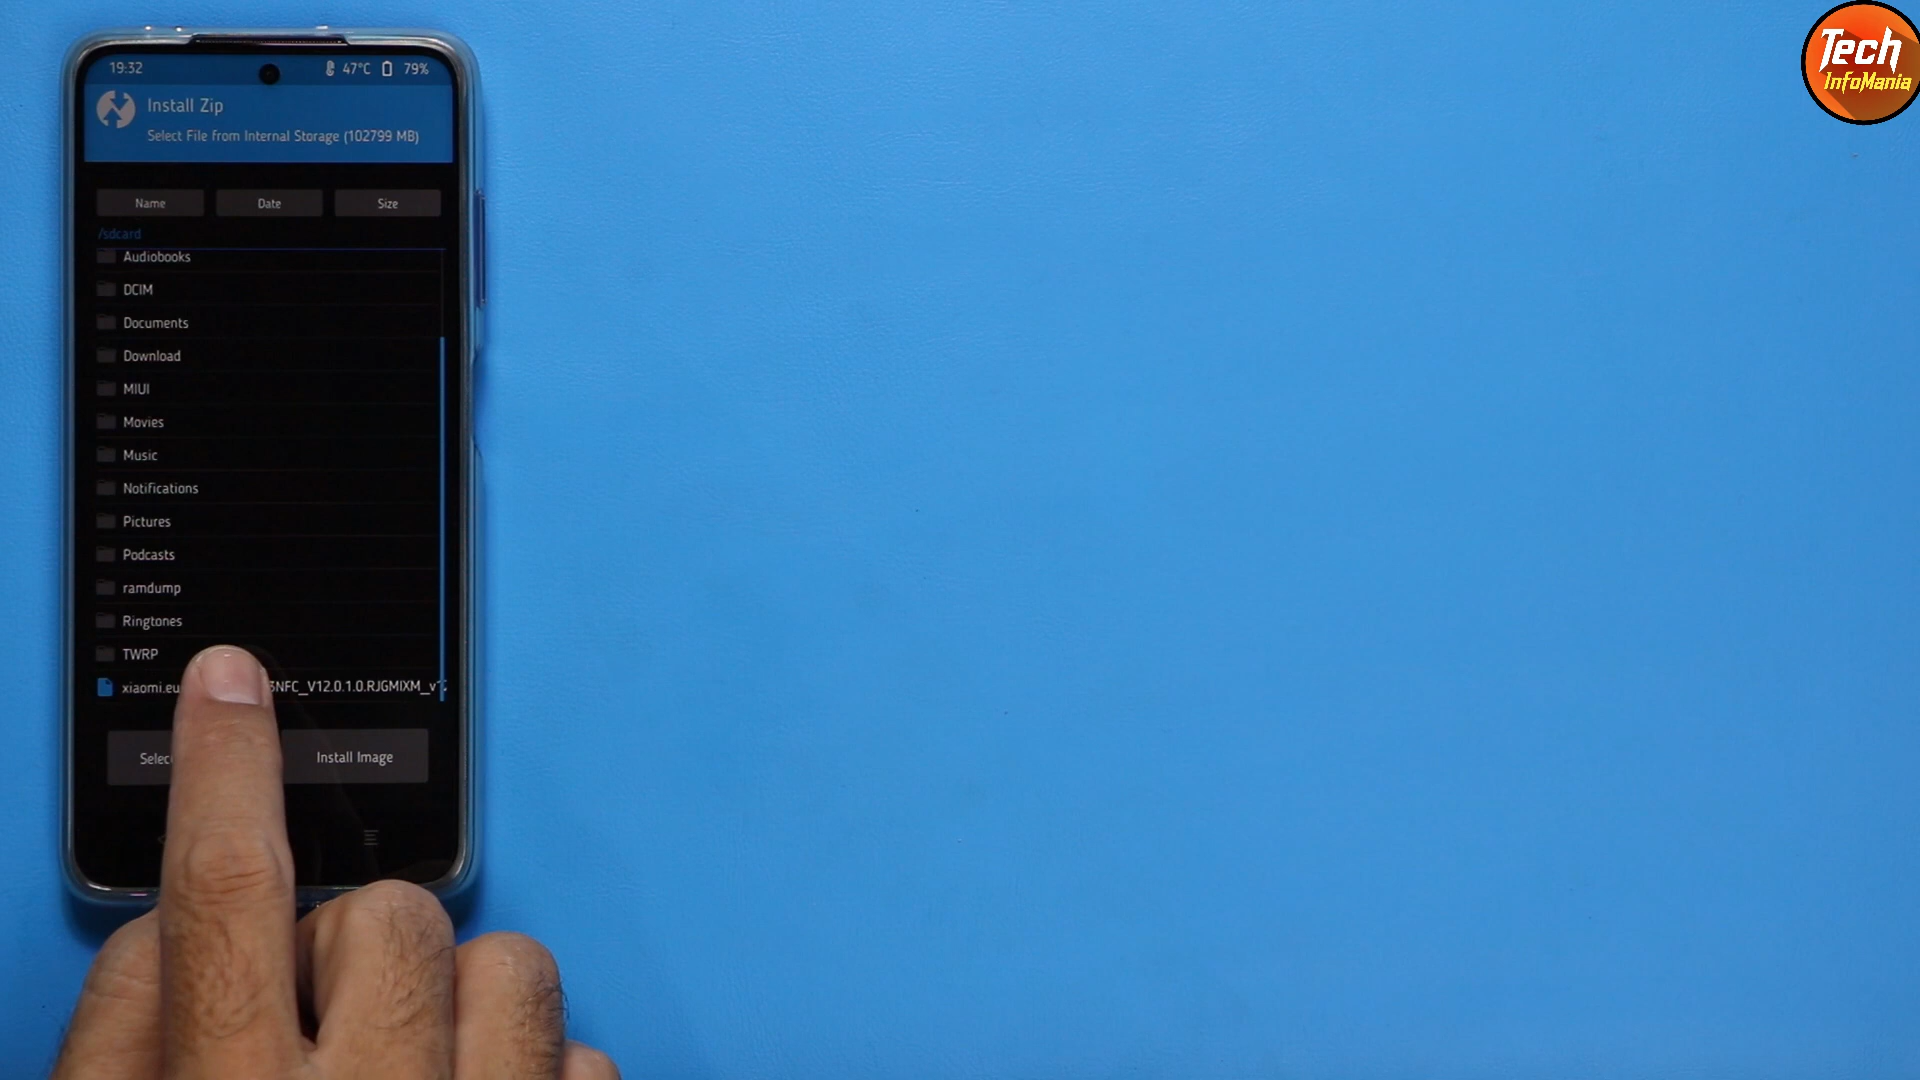 19:32 47°C 79%
Install Zip
Select File from Internal Storage (102799 MB)
Name Date Size
/sdcard
Audiobooks
DCIM
Documents
Download
MIUI
Movies
Music
Notifications
Pictures
Podcasts
ramdump
Ringtones
TWRP
xiaomi.eu 3NFC_V12.0.1.0.RJGMIXM_v
Selec Install Image
Tech
InfoMania